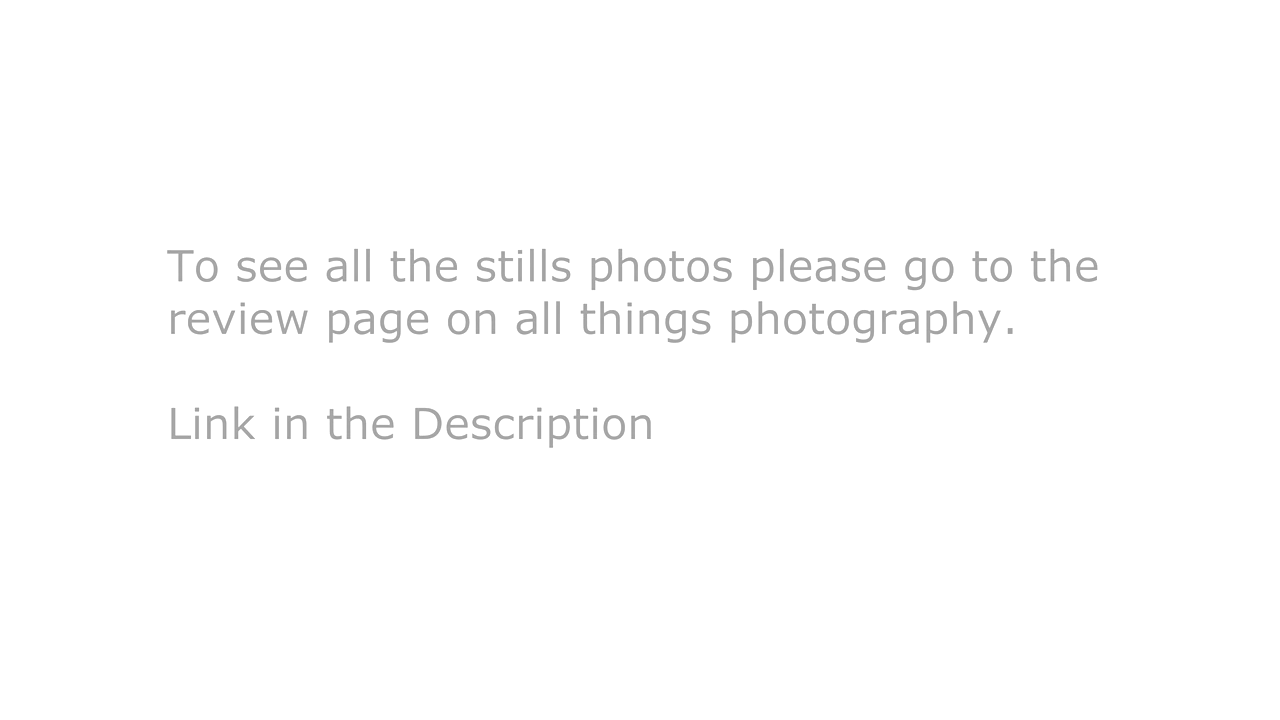 To see all the stills photos please go to the
review page on all things photography.
Link in the Description